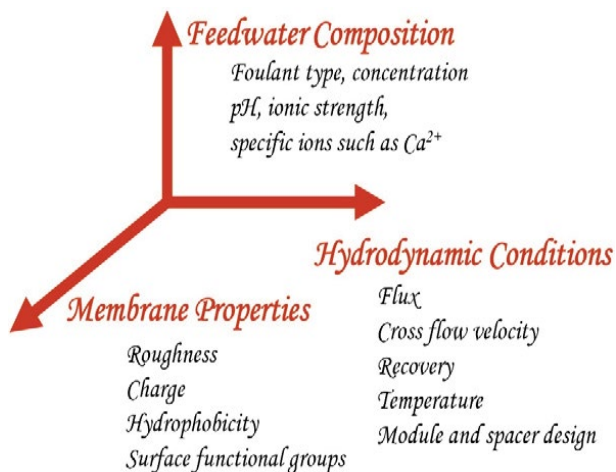 Feedwater Composition
Foulant type, concentration
pH, ionic strength,
specific ions such as Ca²⁺
Hydrodynamic Conditions
Flux
Cross flow velocity
Recovery
Temperature
Module and spacer design
Membrane Properties
Roughness
Charge
Hydrophobicity
Surface functional groups